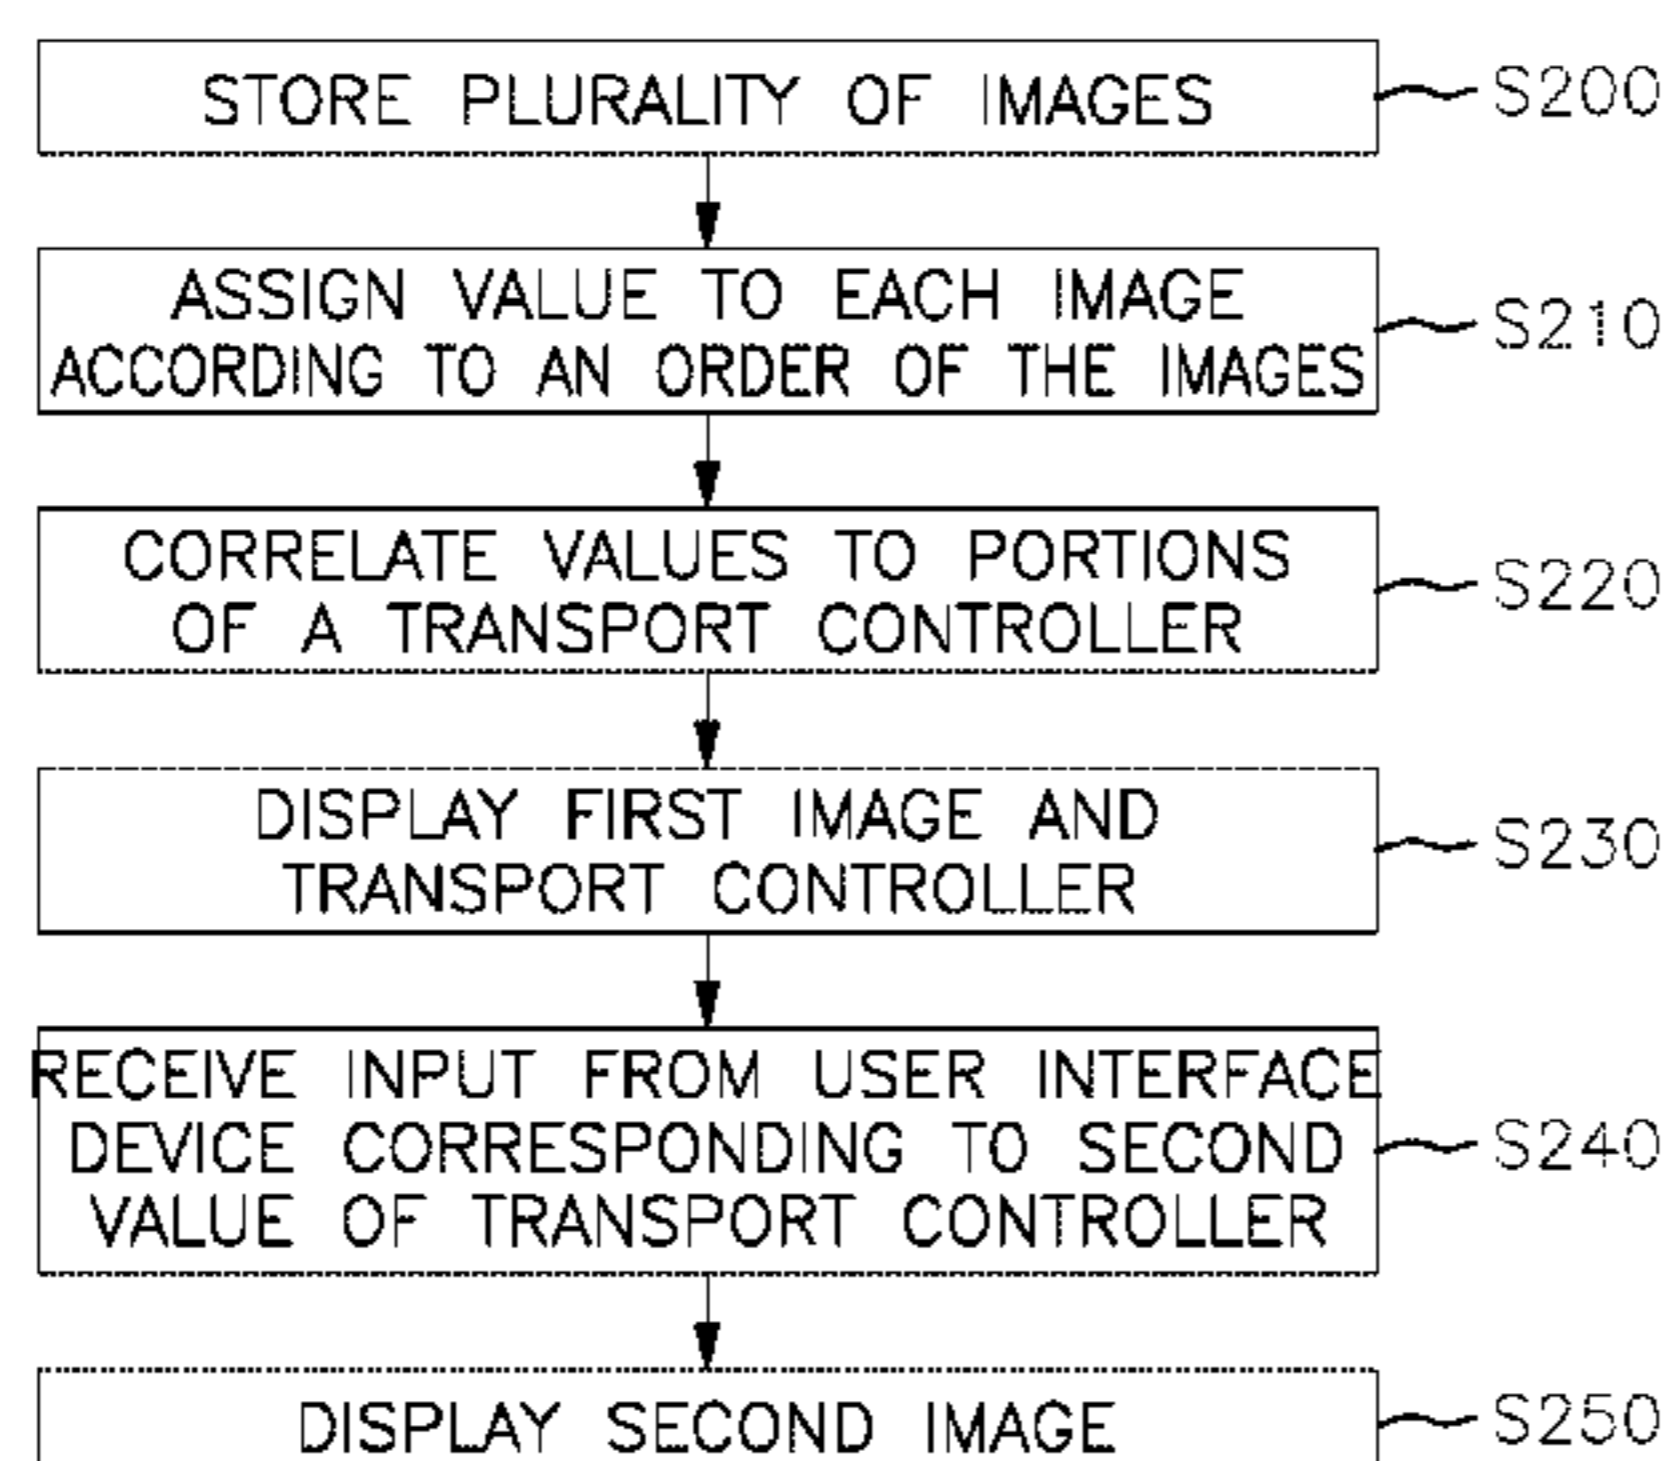 STORE PLURALITY OF IMAGES
S200
ASSIGN VALUE TO EACH IMAGE
ACCORDING TO AN ORDER OF THE IMAGES
S210
CORRELATE VALUES TO PORTIONS
OF A TRANSPORT CONTROLLER
S220
DISPLAY FIRST IMAGE AND
TRANSPORT CONTROLLER
S230
RECEIVE INPUT FROM USER INTERFACE
DEVICE CORRESPONDING TO SECOND
VALUE OF TRANSPORT CONTROLLER
S240
DISPLAY SECOND IMAGE
S250